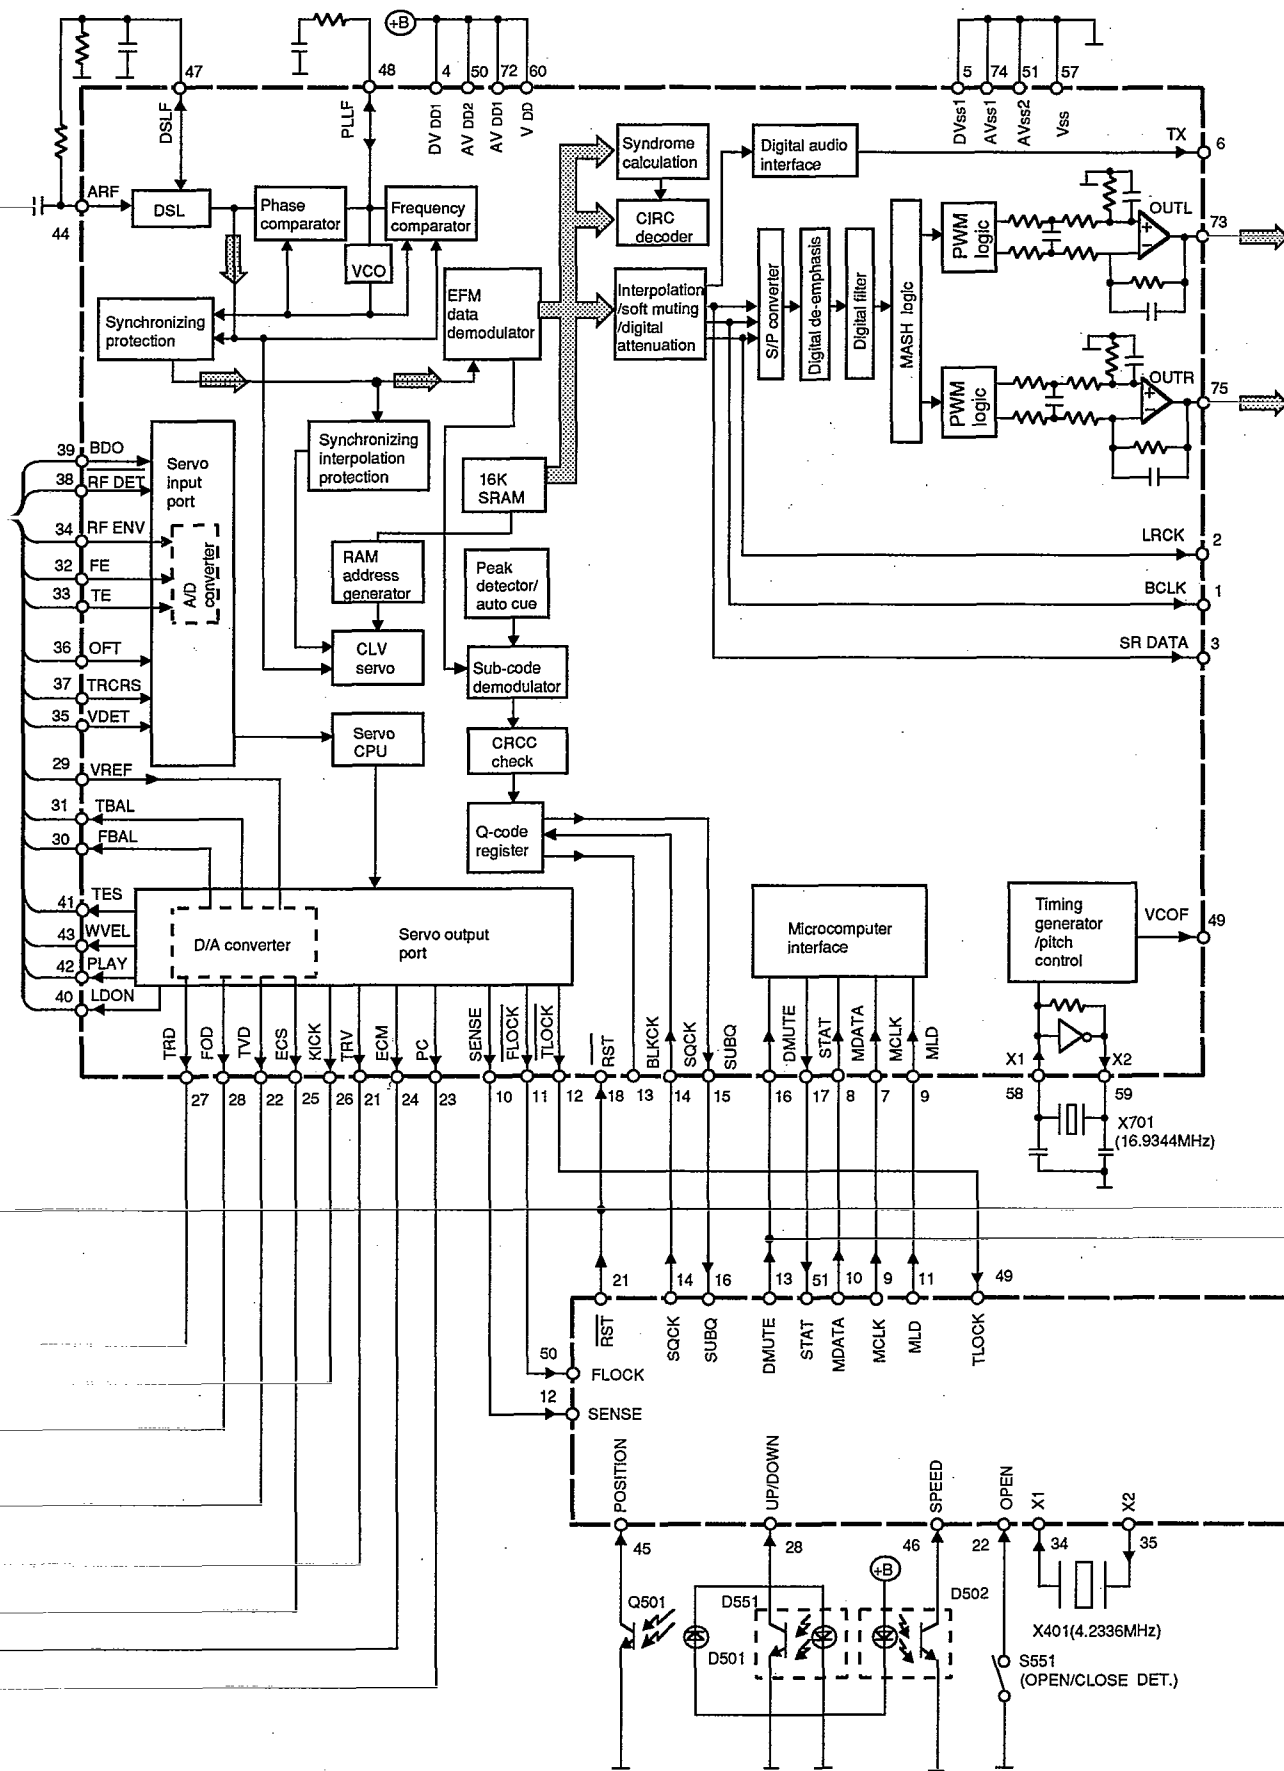 +B
47
48
4
50
72
60
5
74
51
57
DSLF
PLLF
DV DD1
AV DD2
AV DD1
V DD
DVss1
AVss1
AVss2
Vss
TX
6
ARF
44
DSL
Phase
comparator
Frequency
comparator
VCO
Syndrome
calculation
CIRC
decoder
Digital audio
interface
OUTL
73
PWM
logic
Synchronizing
protection
EFM
data
demodulator
Interpolation
/soft muting
/digital
attenuation
S/P converter
Digital de-emphasis
Digital filter
MASH logic
OUTR
75
PWM
logic
39
BDO
38
RF DET
34
RF ENV
32
FE
33
TE
36
OFT
37
TRCRS
35
VDET
29
VREF
31
TBAL
30
FBAL
41
TES
43
WVEL
42
PLAY
40
LDON
Servo
input
port
A/D
converter
Synchronizing
interpolation
protection
16K
SRAM
RAM
address
generator
Peak
detector/
auto cue
CLV
servo
Sub-code
demodulator
Servo
CPU
CRCC
check
Q-code
register
LRCK
2
BCLK
1
SR DATA
3
D/A converter
Servo output
port
Microcomputer
interface
Timing
generator
/pitch
control
VCOF
49
TRD
FOD
TVD
ECS
KICK
TRV
ECM
PC
SENSE
FLOCK
TLOCK
RST
BLKCK
SQCK
SUBQ
DMUTE
STAT
MDATA
MCLK
MLD
X1
X2
27
28
22
25
26
21
24
23
10
11
12
18
13
14
15
16
17
8
7
9
58
59
X701
(16.9344MHz)
21
14
16
13
51
10
9
11
49
RST
SQCK
SUBQ
DMUTE
STAT
MDATA
MCLK
MLD
TLOCK
50
FLOCK
12
SENSE
POSITION
UP/DOWN
SPEED
OPEN
X1
X2
45
28
46
22
34
35
+B
Q501
D551
D501
D502
X401(4.2336MHz)
S551
(OPEN/CLOSE DET.)